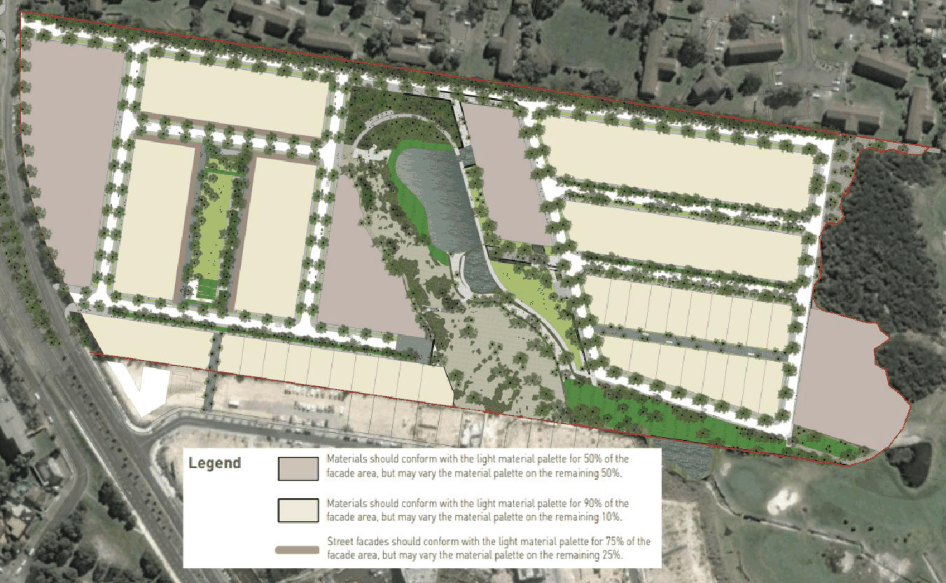 Legend
Materials should conform with the light material palette for 50% of the
facade area, but may vary the material palette on the remaining 50%.
Materials should conform with the light material palette for 90% of the
facade area, but may vary the material palette on the remaining 10%.
Street facades should conform with the light material palette for 75% of the
facade area, but may vary the material palette on the remaining 25%.